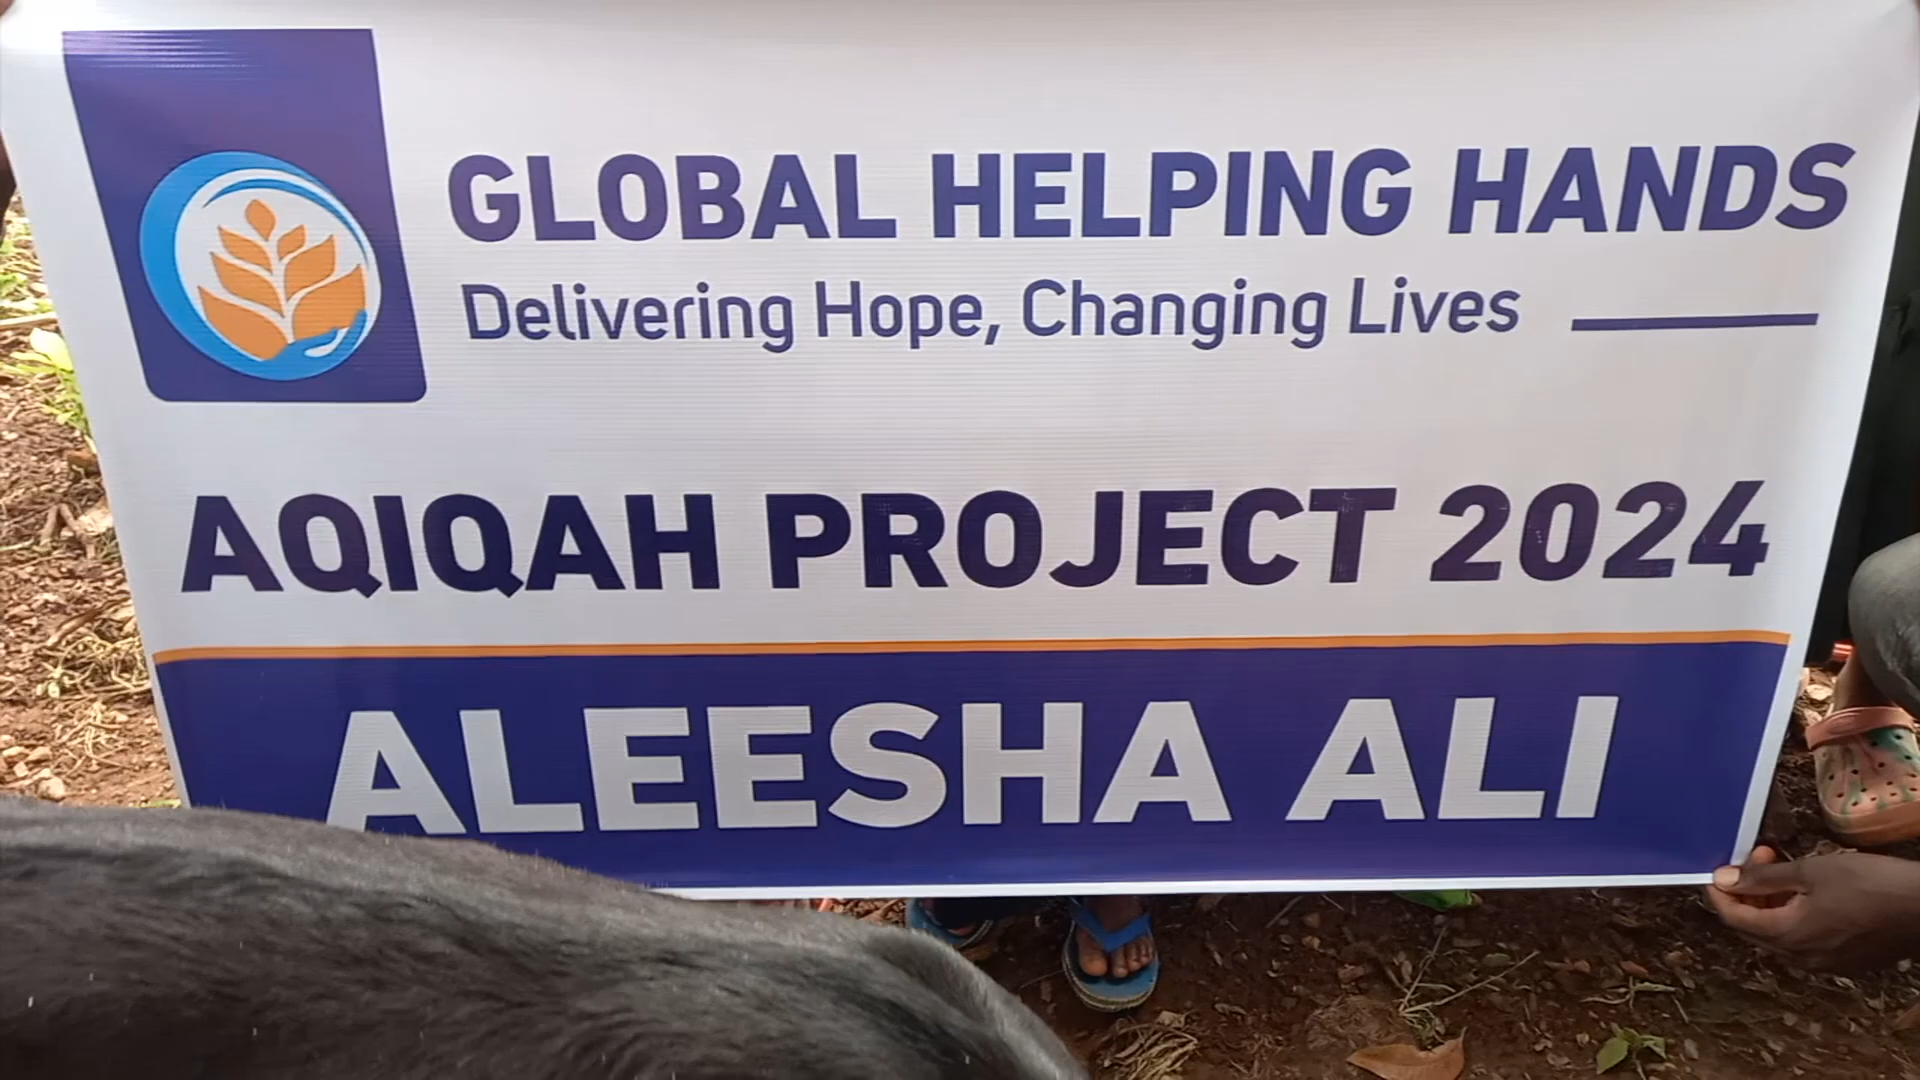 GLOBAL HELPING HANDS
Delivering Hope, Changing Lives
AQIQAH PROJECT 2024
ALEESHA ALI